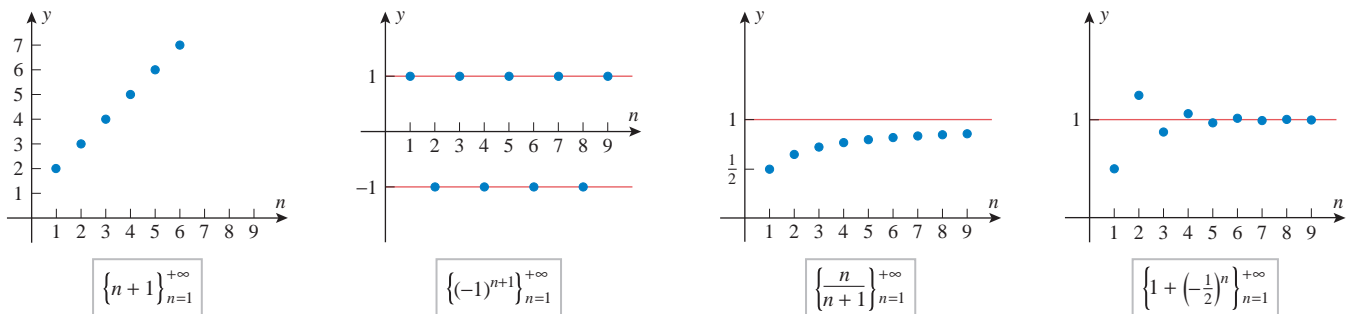 y
7
6
5
4
3
2
1
n
1 2 3 4 5 6 7 8 9
{n + 1}_{n=1}^{+∞}
y
1
n
1 2 3 4 5 6 7 8 9
−1
{(−1)^{n+1}}_{n=1}^{+∞}
y
1
1/2
n
1 2 3 4 5 6 7 8 9
{n/(n + 1)}_{n=1}^{+∞}
y
1
n
1 2 3 4 5 6 7 8 9
{1 + (−1/2)^n}_{n=1}^{+∞}